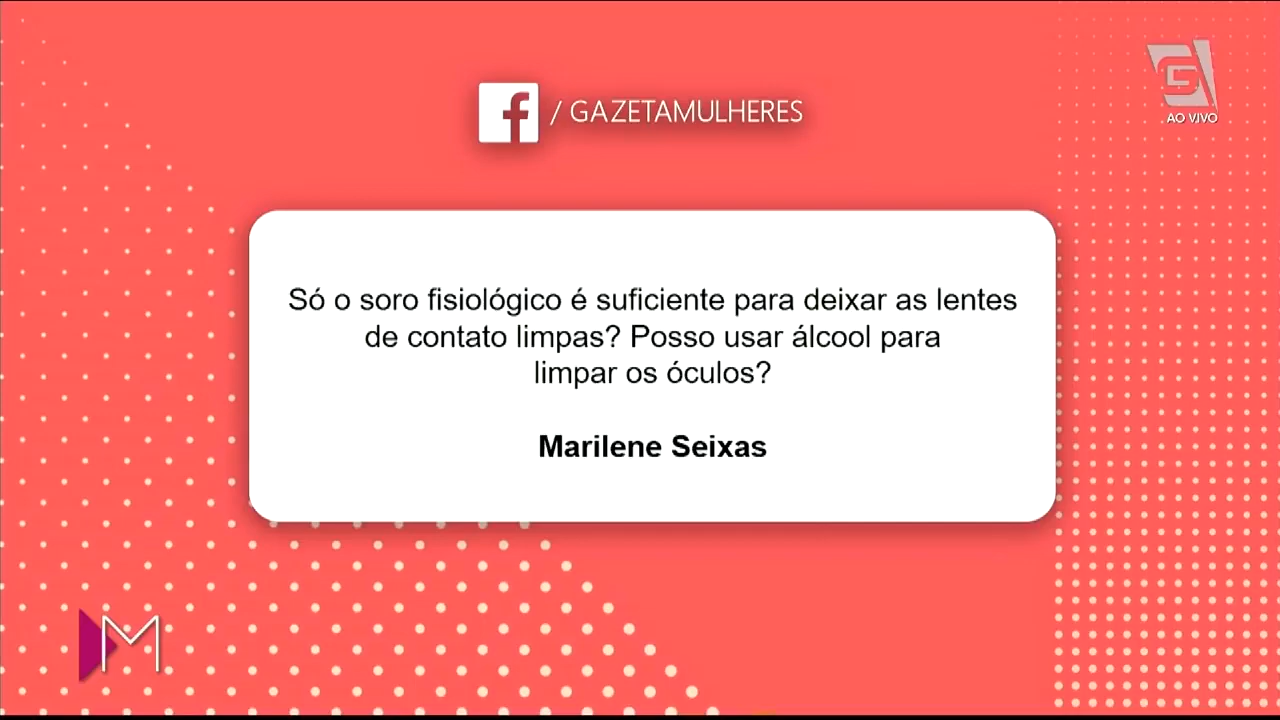 / GAZETAMULHERES
AO VIVO
Só o soro fisiológico é suficiente para deixar as lentes
de contato limpas? Posso usar álcool para
limpar os óculos?
Marilene Seixas
M